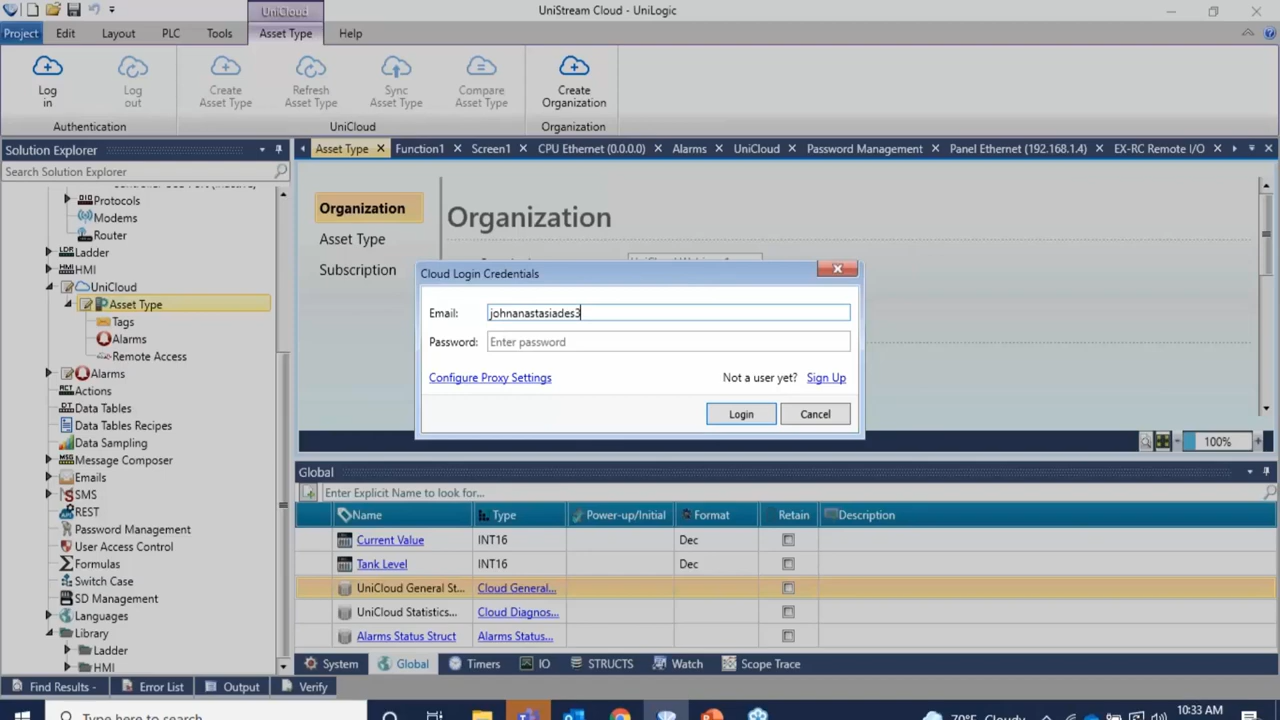 UniCloud
UniStream Cloud - UniLogic
Project Edit Layout PLC Tools Asset Type Help
Log in
Log out
Create Asset Type
Refresh Asset Type
Sync Asset Type
Compare Asset Type
Create Organization
Authentication UniCloud Organization
Solution Explorer
Search Solution Explorer
Asset Type Function1 Screen1 CPU Ethernet (0.0.0.0) Alarms UniCloud Password Management Panel Ethernet (192.168.1.4) EX-RC Remote I/O
Protocols
Modems
Router
Ladder
HMI
UniCloud
Asset Type
Tags
Alarms
Remote Access
Alarms
Actions
Data Tables
Data Tables Recipes
Data Sampling
Message Composer
Emails
SMS
REST
Password Management
User Access Control
Formulas
Switch Case
SD Management
Languages
Library
Ladder
HMI
Organization
Asset Type
Subscription
Organization
Cloud Login Credentials
Email: johnanastasiades3
Password: Enter password
Configure Proxy Settings Not a user yet? Sign Up
Login Cancel
100%
Global
Enter Explicit Name to look for...
Name Type Power-up/Initial Format Retain Description
Current Value INT16 Dec
Tank Level INT16 Dec
UniCloud General St... Cloud General...
UniCloud Statistics... Cloud Diagnos...
Alarms Status Struct Alarms Status...
System Global Timers IO STRUCTS Watch Scope Trace
Find Results - Error List Output Verify
Type here to search
70°F Cloudy
10:33 AM